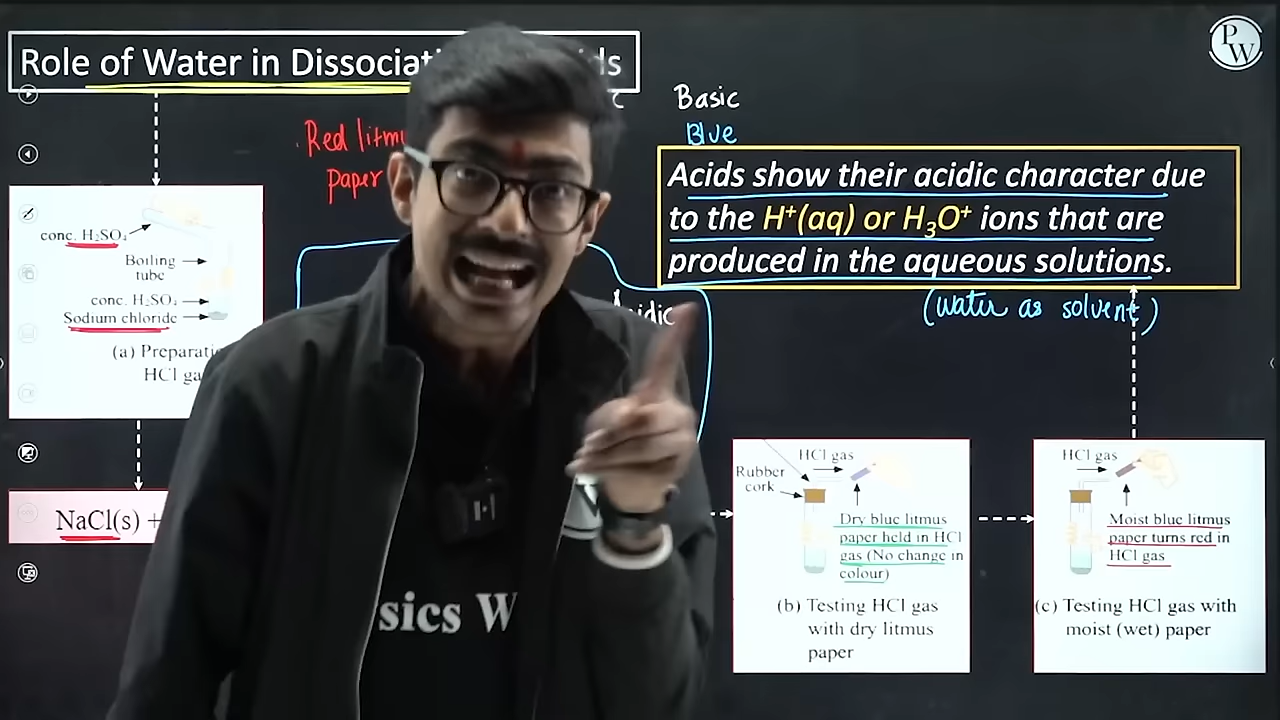 Role of Water in Dissociati ds
P
W
Basic
Blue
Red litmu
paper
Acids show their acidic character due
to the H⁺(aq) or H₃O⁺ ions that are
produced in the aqueous solutions.
(water as solvent)
conc. H₂SO₄
Boiling
tube
conc. H₂SO₄
Sodium chloride
(a) Preparati
HCl ga
NaCl(s) +
idic
sics W
HCl gas
Rubber
cork
Dry blue litmus
paper held in HCl
gas (No change in
colour)
(b) Testing HCl gas
with dry litmus
paper
HCl gas
Moist blue litmus
paper turns red in
HCl gas
(c) Testing HCl gas with
moist (wet) paper